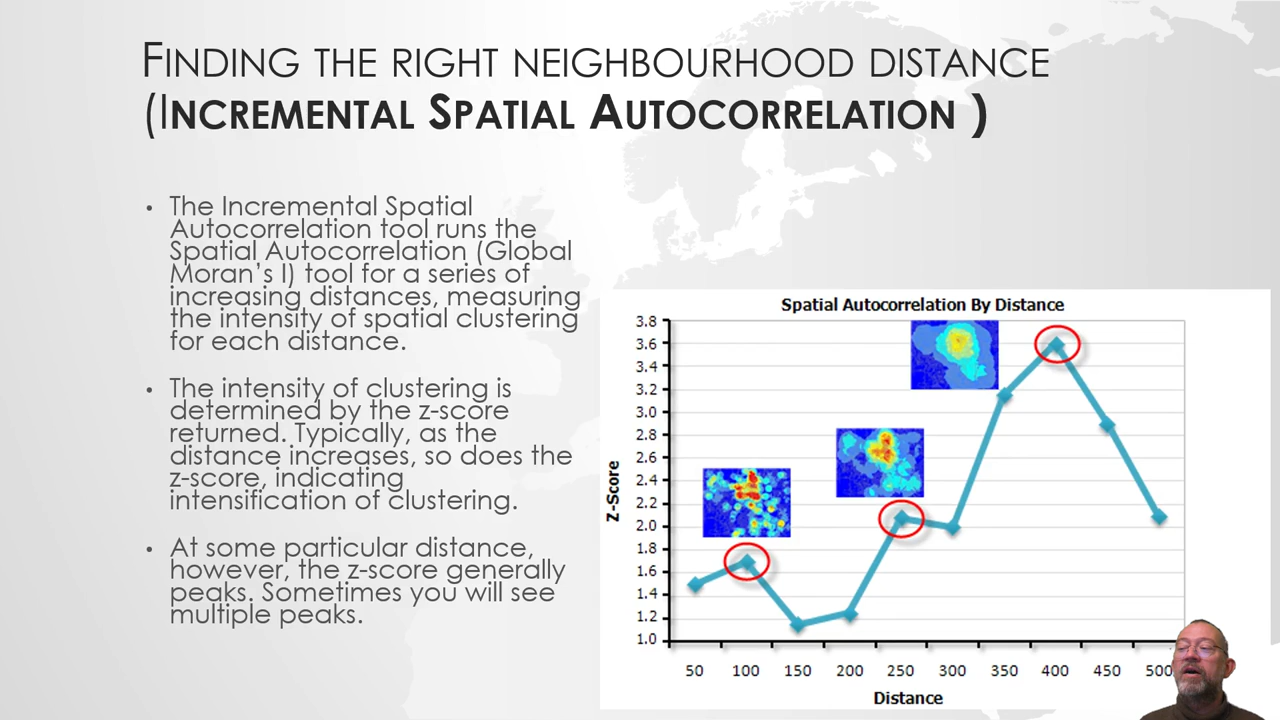 FINDING THE RIGHT NEIGHBOURHOOD DISTANCE
(INCREMENTAL SPATIAL AUTOCORRELATION )
• The Incremental Spatial
Autocorrelation tool runs the
Spatial Autocorrelation (Global
Moran's I) tool for a series of
increasing distances, measuring
the intensity of spatial clustering
for each distance.
• The intensity of clustering is
determined by the z-score
returned. Typically, as the
distance increases, so does the
z-score, indicating
intensification of clustering.
• At some particular distance,
however, the z-score generally
peaks. Sometimes you will see
multiple peaks.
Spatial Autocorrelation By Distance
Z-Score
3.8
3.6
3.4
3.2
3.0
2.8
2.6
2.4
2.2
2.0
1.8
1.6
1.4
1.2
1.0
50 100 150 200 250 300 350 400 450 500
Distance